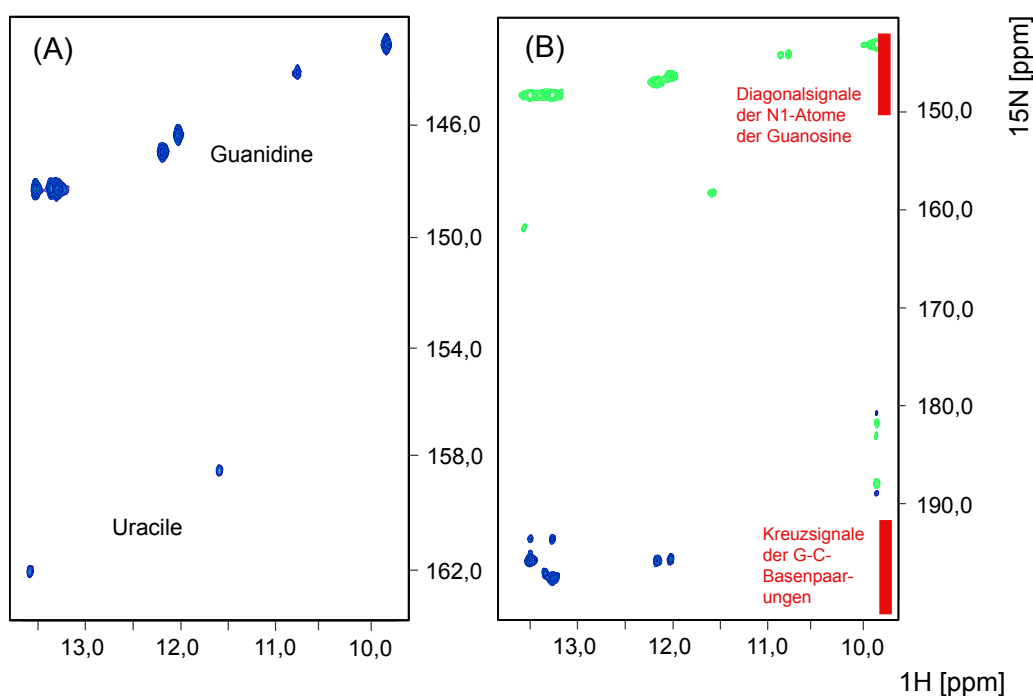 (A)
Guanidine
Uracile
146,0
150,0
154,0
158,0
162,0
13,0 12,0 11,0 10,0
(B)
Diagonalsignale
der N1-Atome
der Guanosine
Kreuzsignale
der G-C-
Basenpaar-
ungen
150,0
160,0
170,0
180,0
190,0
13,0 12,0 11,0 10,0
15N [ppm]
1H [ppm]